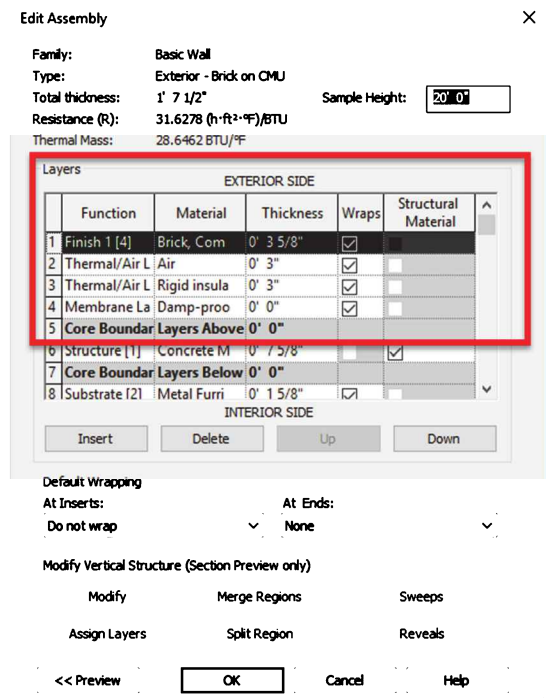 Edit Assembly
Family: Basic Wall
Type: Exterior - Brick on CMU
Total thickness: 1' 7 1/2" Sample Height: 20' 0"
Resistance (R): 31.6278 (h·ft²·°F)/BTU
Thermal Mass: 28.6462 BTU/°F
Layers
EXTERIOR SIDE
Function Material Thickness Wraps Structural Material
1 Finish 1 [4] Brick, Com 0' 3 5/8"
2 Thermal/Air L Air 0' 3"
3 Thermal/Air L Rigid insula 0' 3"
4 Membrane La Damp-proo 0' 0"
5 Core Boundar Layers Above 0' 0"
6 Structure [1] Concrete M 0' 7 5/8"
7 Core Boundar Layers Below 0' 0"
8 Substrate [2] Metal Furri 0' 1 5/8"
INTERIOR SIDE
Insert Delete Up Down
Default Wrapping
At Inserts: At Ends:
Do not wrap None
Modify Vertical Structure (Section Preview only)
Modify Merge Regions Sweeps
Assign Layers Split Region Reveals
<< Preview OK Cancel Help